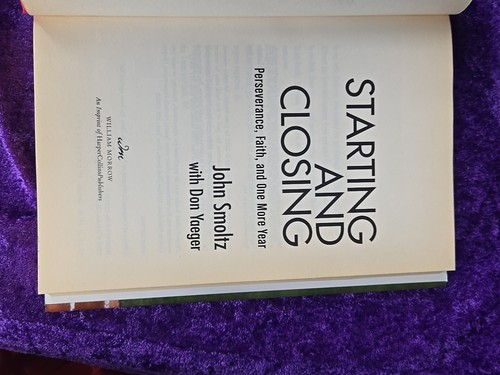 STARTING
AND
CLOSING
Perseverance, Faith, and One More Year
John Smoltz
with Don Yaeger
wm
WILLIAM MORROW
An Imprint of HarperCollinsPublishers